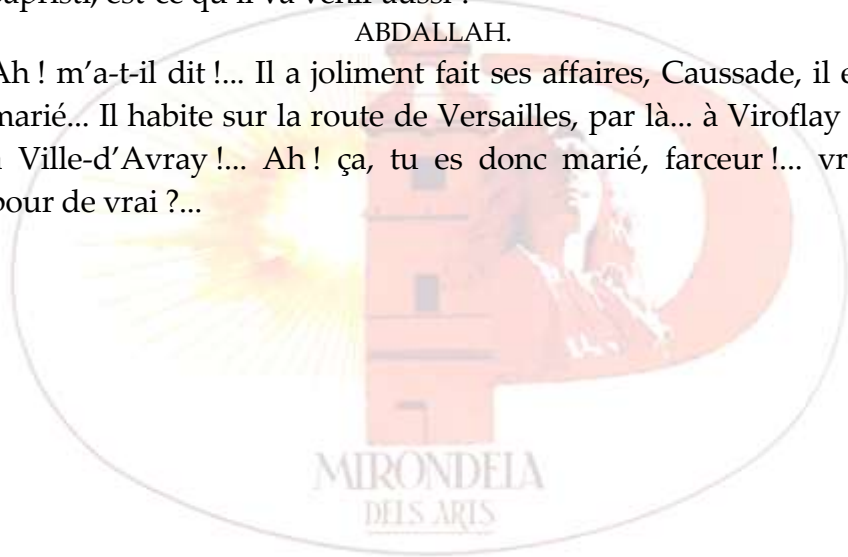 est-ce qu'il va venir aussi ?
ABDALLAH.
Ah ! m'a-t-il dit !... Il a joliment fait ses affaires, Caussade, il
marié... Il habite sur la route de Versailles, par là... à Viroflay
Ville-d'Avray !... Ah ! ça, tu es donc marié, farceur !...
pour de vrai ?...
MIRONDELA
DELS ARTS